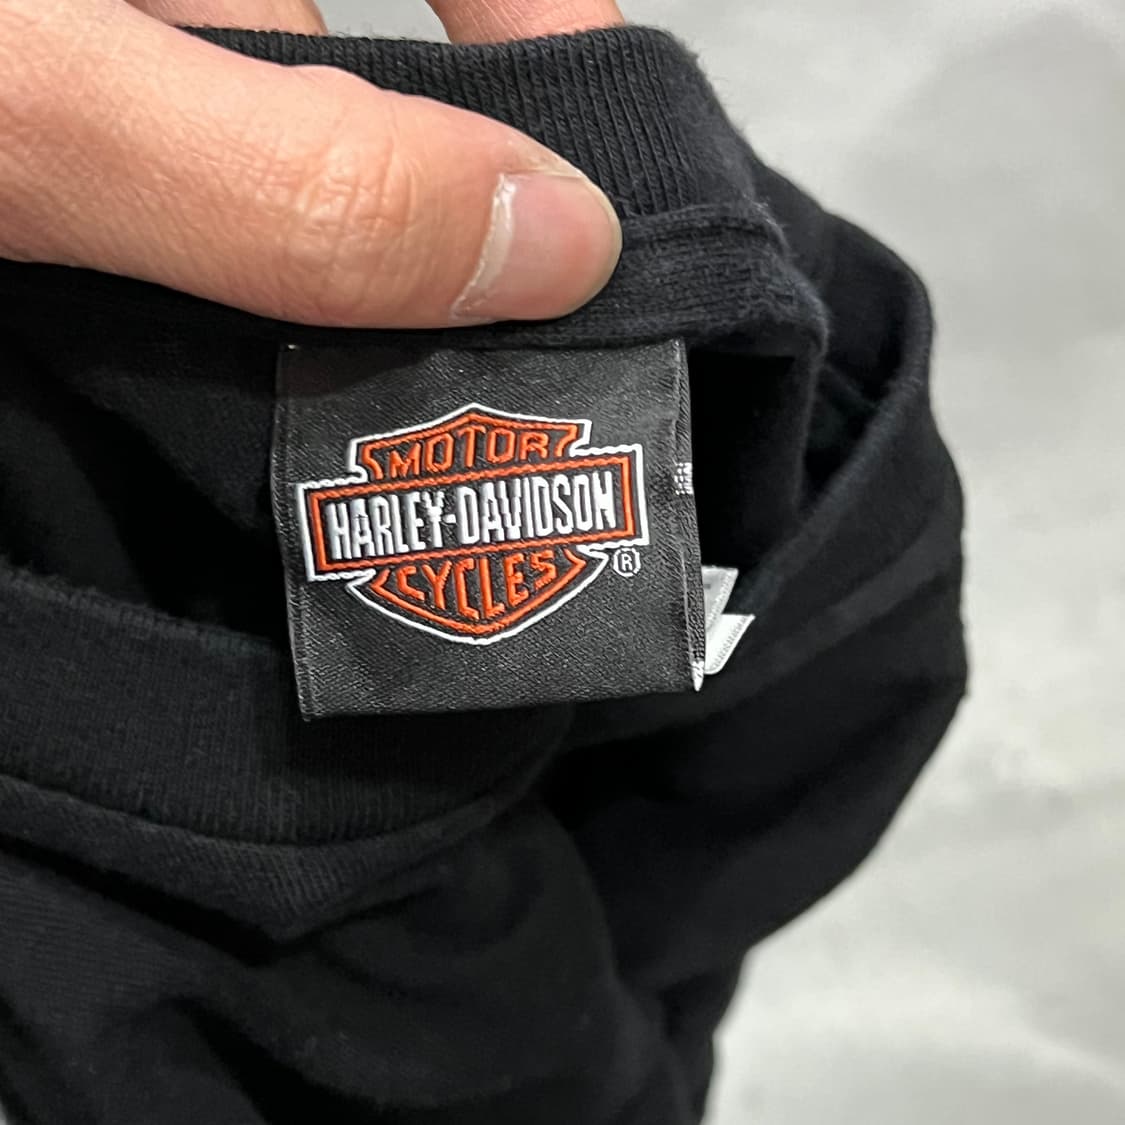 MOTOR
HARLEY-DAVIDSON
CYCLES
®